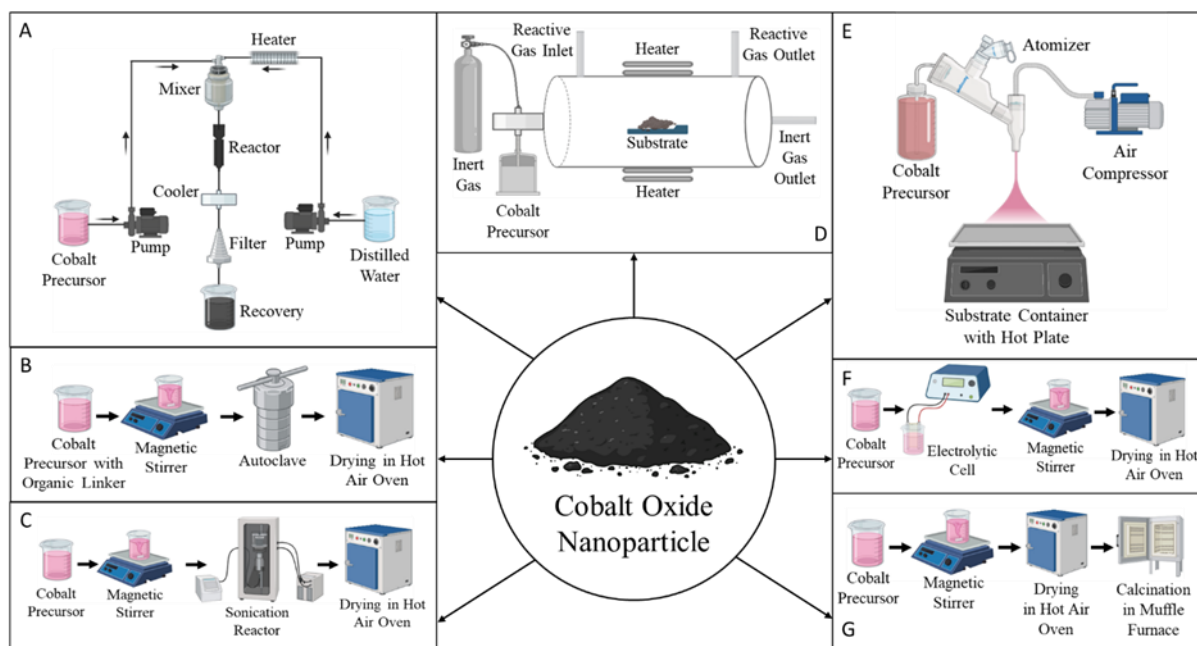 A
Heater
Mixer
Reactor
Cooler
Pump
Filter
Pump
Cobalt
Precursor
Distilled
Water
Recovery
B
Cobalt
Precursor with
Organic Linker
Magnetic
Stirrer
Autoclave
Drying in Hot
Air Oven
C
Cobalt
Precursor
Magnetic
Stirrer
Sonication
Reactor
Drying in Hot
Air Oven
Reactive
Gas Inlet
Heater
Reactive
Gas Outlet
Substrate
Inert
Gas
Inert
Gas
Outlet
Heater
Cobalt
Precursor
D
Cobalt Oxide
Nanoparticle
E
Atomizer
Cobalt
Precursor
Air
Compressor
Substrate Container
with Hot Plate
F
Cobalt
Precursor
Electrolytic
Cell
Magnetic
Stirrer
Drying in Hot
Air Oven
Cobalt
Precursor
Magnetic
Stirrer
Drying
in Hot Air
Oven
Calcination
in Muffle
Furnace
G